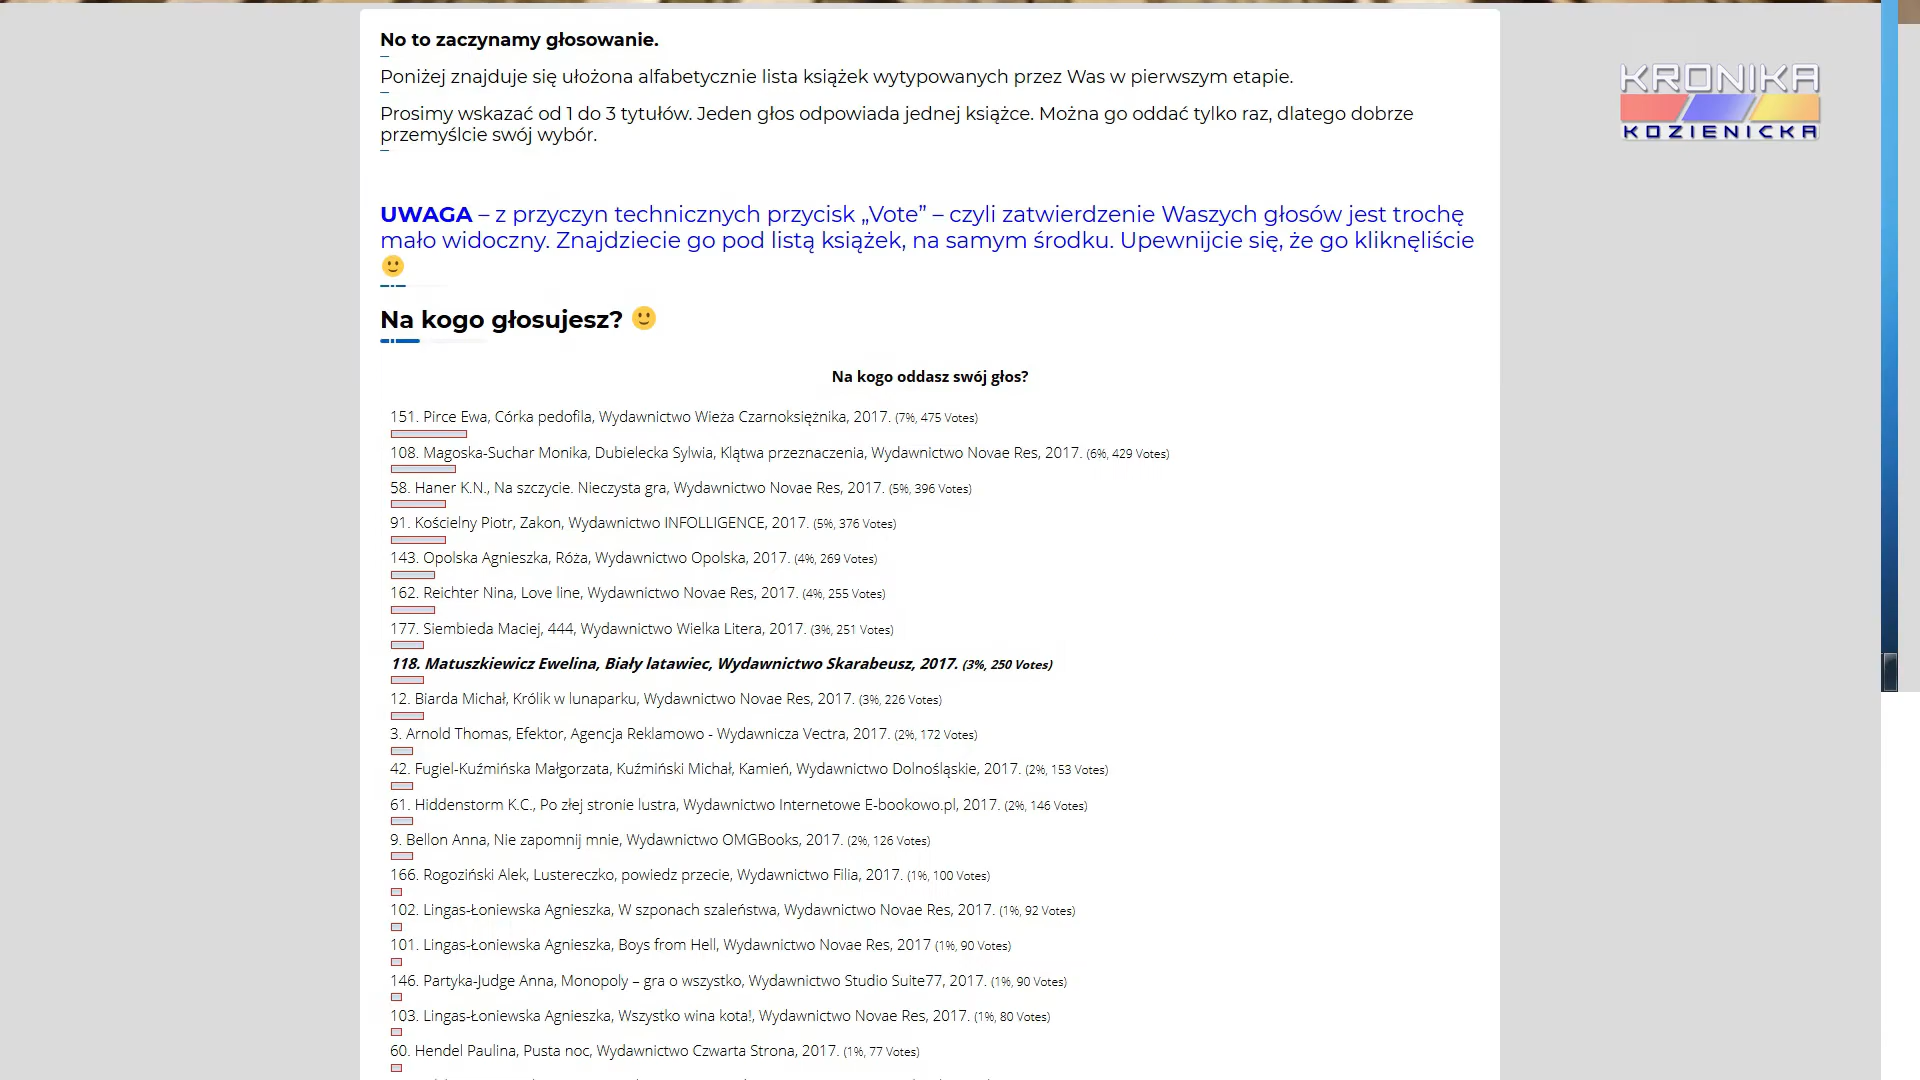 No to zaczynamy głosowanie.
Poniżej znajduje się ułożona alfabetycznie lista książek wytypowanych przez Was w pierwszym etapie.
Prosimy wskazać od 1 do 3 tytułów. Jeden głos odpowiada jednej książce. Można go oddać tylko raz, dlatego dobrze
przemyślcie swój wybór.
KRONIKA
KOZIENICKA
UWAGA – z przyczyn technicznych przycisk „Vote” – czyli zatwierdzenie Waszych głosów jest trochę
mało widoczny. Znajdziecie go pod listą książek, na samym środku. Upewnijcie się, że go kliknęliście
Na kogo głosujesz?
Na kogo oddasz swój głos?
151. Pirce Ewa, Córka pedofila, Wydawnictwo Wieża Czarnoksiężnika, 2017. (7%, 475 Votes)
108. Magoska-Suchar Monika, Dubielecka Sylwia, Klątwa przeznaczenia, Wydawnictwo Novae Res, 2017. (6%, 429 Votes)
58. Haner K.N., Na szczycie. Nieczysta gra, Wydawnictwo Novae Res, 2017. (5%, 396 Votes)
91. Kościelny Piotr, Zakon, Wydawnictwo INFOLLIGENCE, 2017. (5%, 376 Votes)
143. Opolska Agnieszka, Róża, Wydawnictwo Opolska, 2017. (4%, 269 Votes)
162. Reichter Nina, Love line, Wydawnictwo Novae Res, 2017. (4%, 255 Votes)
177. Siembieda Maciej, 444, Wydawnictwo Wielka Litera, 2017. (3%, 251 Votes)
118. Matuszkiewicz Ewelina, Biały latawiec, Wydawnictwo Skarabeusz, 2017. (3%, 250 Votes)
12. Biarda Michał, Królik w lunaparku, Wydawnictwo Novae Res, 2017. (3%, 226 Votes)
3. Arnold Thomas, Efektor, Agencja Reklamowo - Wydawnicza Vectra, 2017. (2%, 172 Votes)
42. Fugiel-Kuźmińska Małgorzata, Kuźmiński Michał, Kamień, Wydawnictwo Dolnośląskie, 2017. (2%, 153 Votes)
61. Hiddenstorm K.C., Po złej stronie lustra, Wydawnictwo Internetowe E-bookowo.pl, 2017. (2%, 146 Votes)
9. Bellon Anna, Nie zapomnij mnie, Wydawnictwo OMGBooks, 2017. (2%, 126 Votes)
166. Rogoziński Alek, Lustereczko, powiedz przecie, Wydawnictwo Filia, 2017. (1%, 100 Votes)
102. Lingas-Łoniewska Agnieszka, W szponach szaleństwa, Wydawnictwo Novae Res, 2017. (1%, 92 Votes)
101. Lingas-Łoniewska Agnieszka, Boys from Hell, Wydawnictwo Novae Res, 2017 (1%, 90 Votes)
146. Partyka-Judge Anna, Monopoly – gra o wszystko, Wydawnictwo Studio Suite77, 2017. (1%, 90 Votes)
103. Lingas-Łoniewska Agnieszka, Wszystko wina kota!, Wydawnictwo Novae Res, 2017. (1%, 80 Votes)
60. Hendel Paulina, Pusta noc, Wydawnictwo Czwarta Strona, 2017. (1%, 77 Votes)